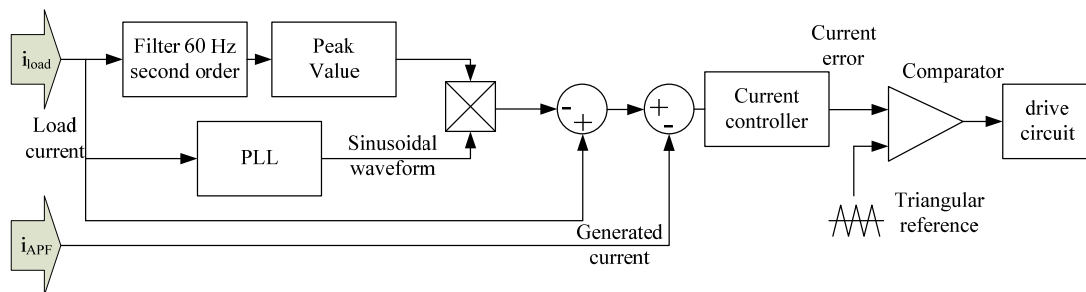 i_load
Filter 60 Hz
second order
Peak
Value
Load
current
PLL
Sinusoidal
waveform
-
+
+
-
Current
controller
Current
error
Comparator
drive
circuit
Triangular
reference
i_APF
Generated
current